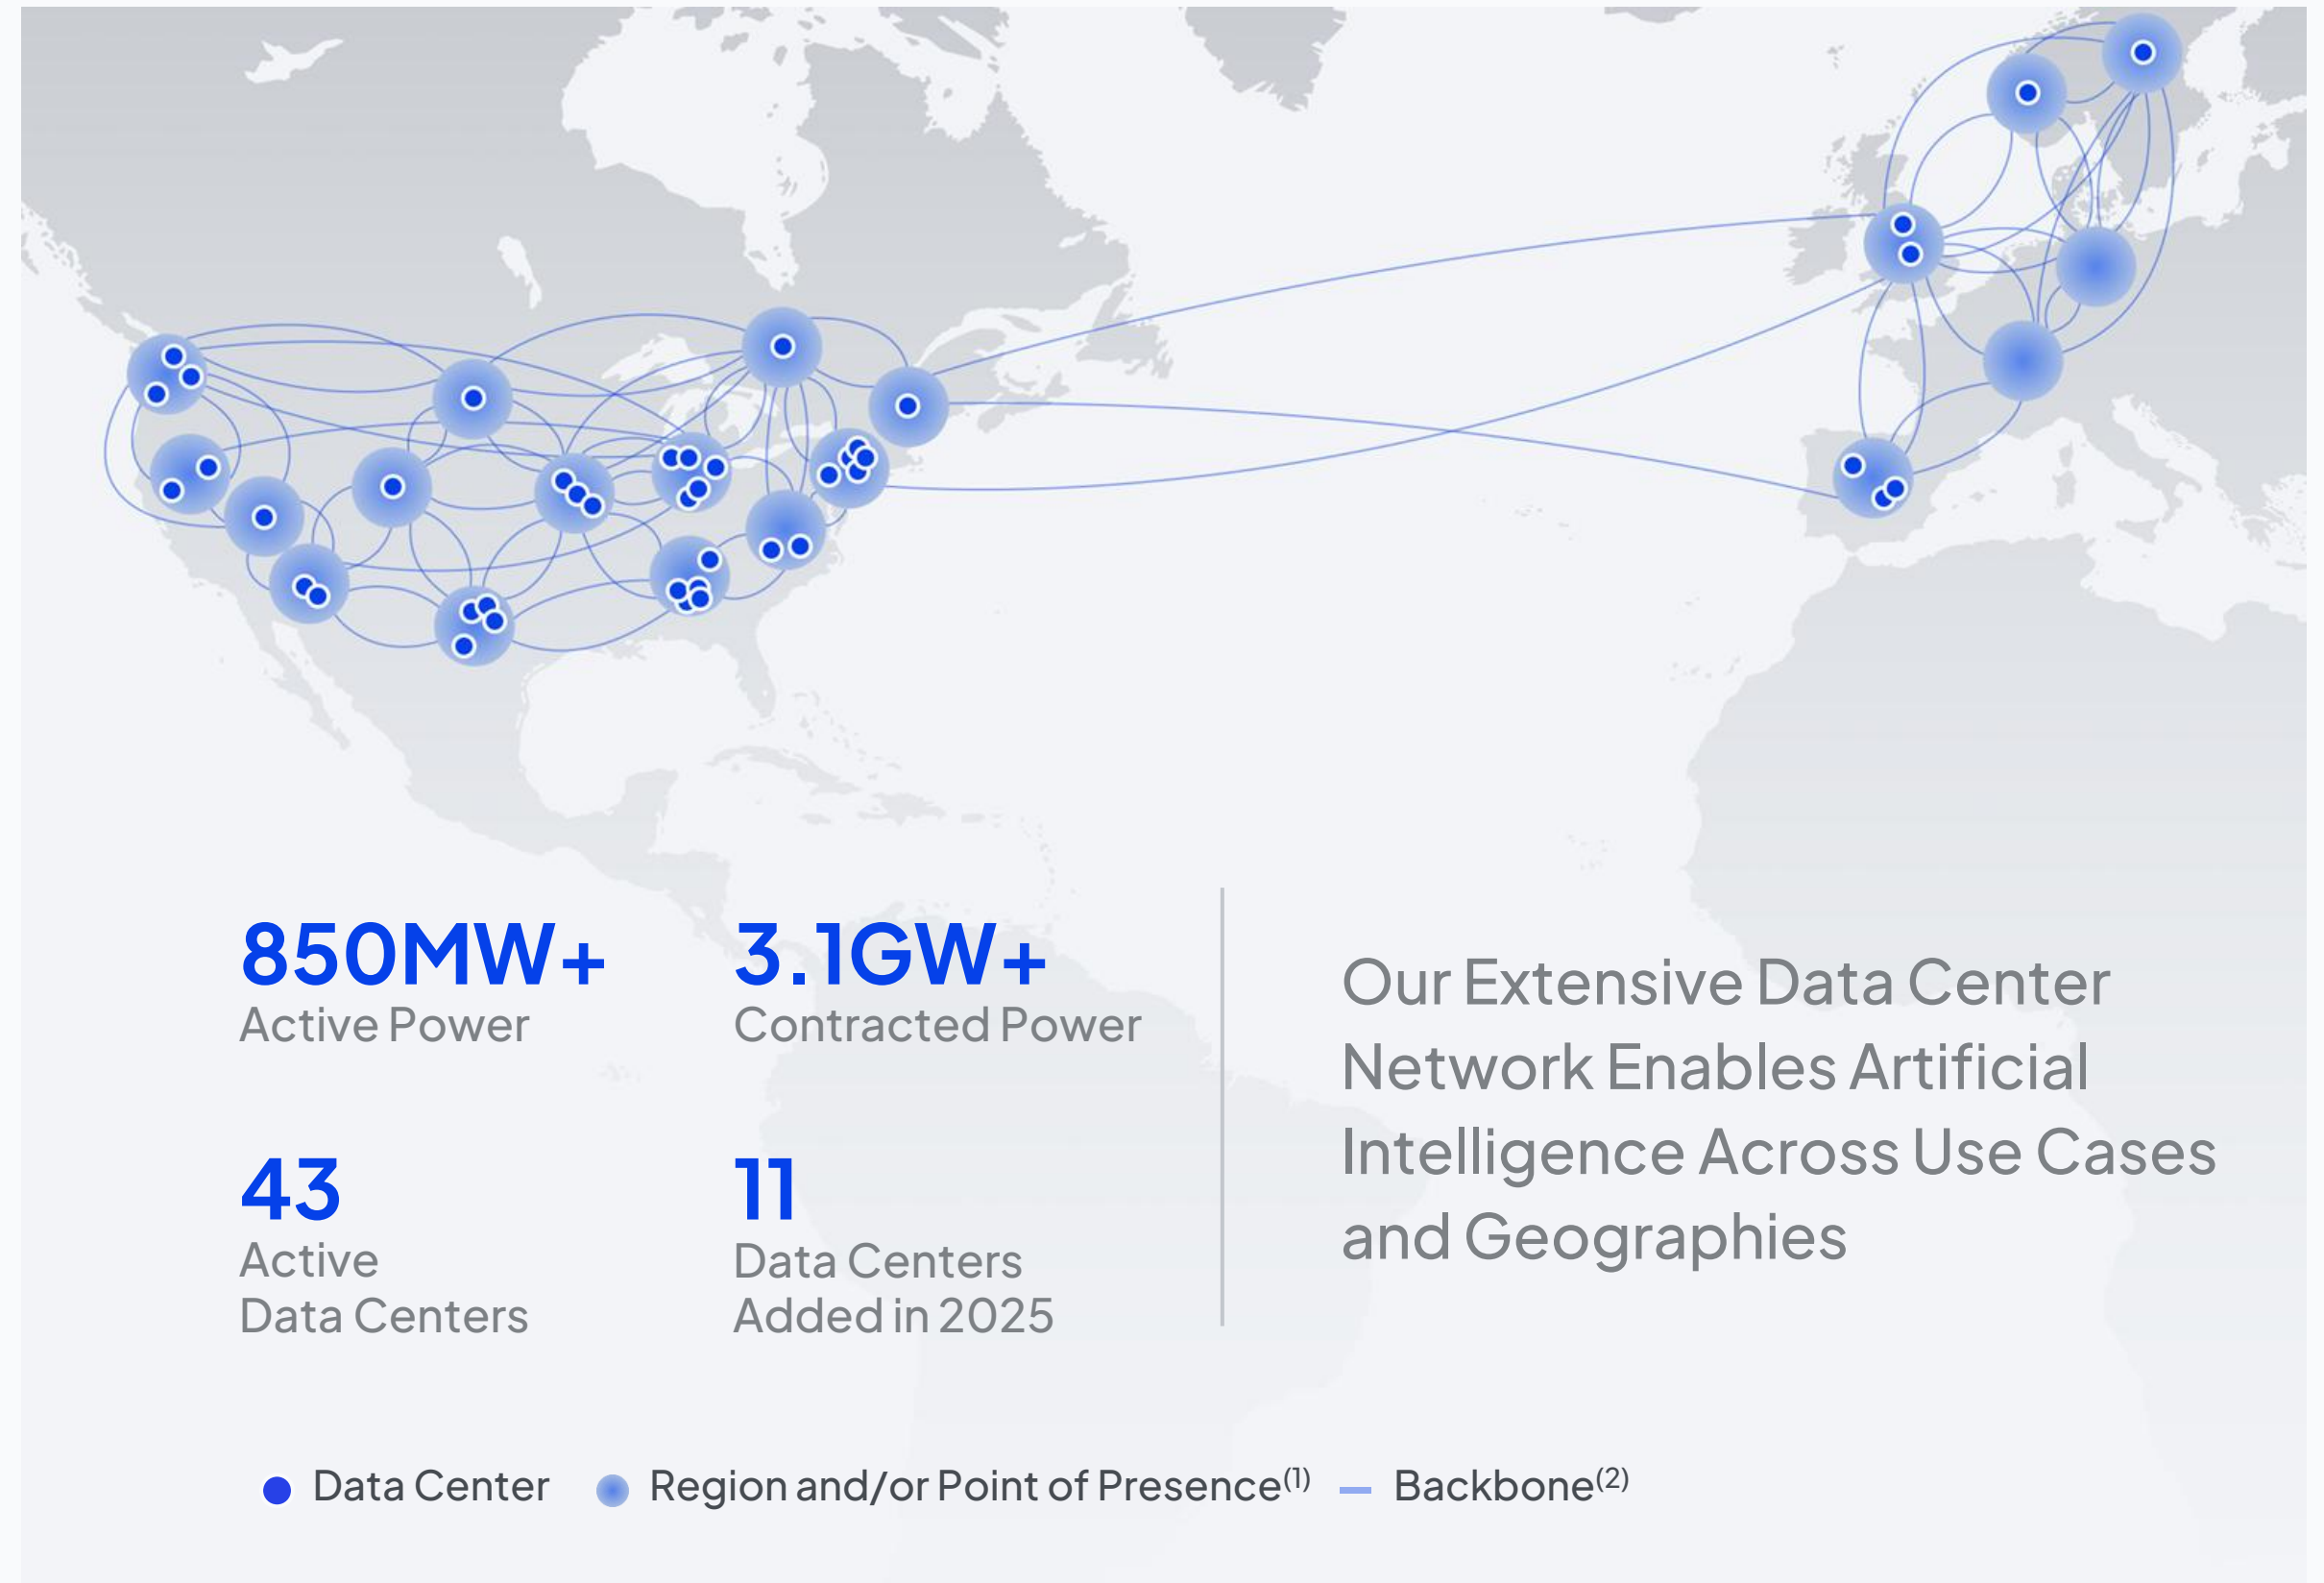 850MW+
Active Power
3.1GW+
Contracted Power
43
Active
Data Centers
11
Data Centers
Added in 2025
Our Extensive Data Center
Network Enables Artificial
Intelligence Across Use Cases
and Geographies
Data Center
Region and/or Point of Presence(1)
Backbone(2)